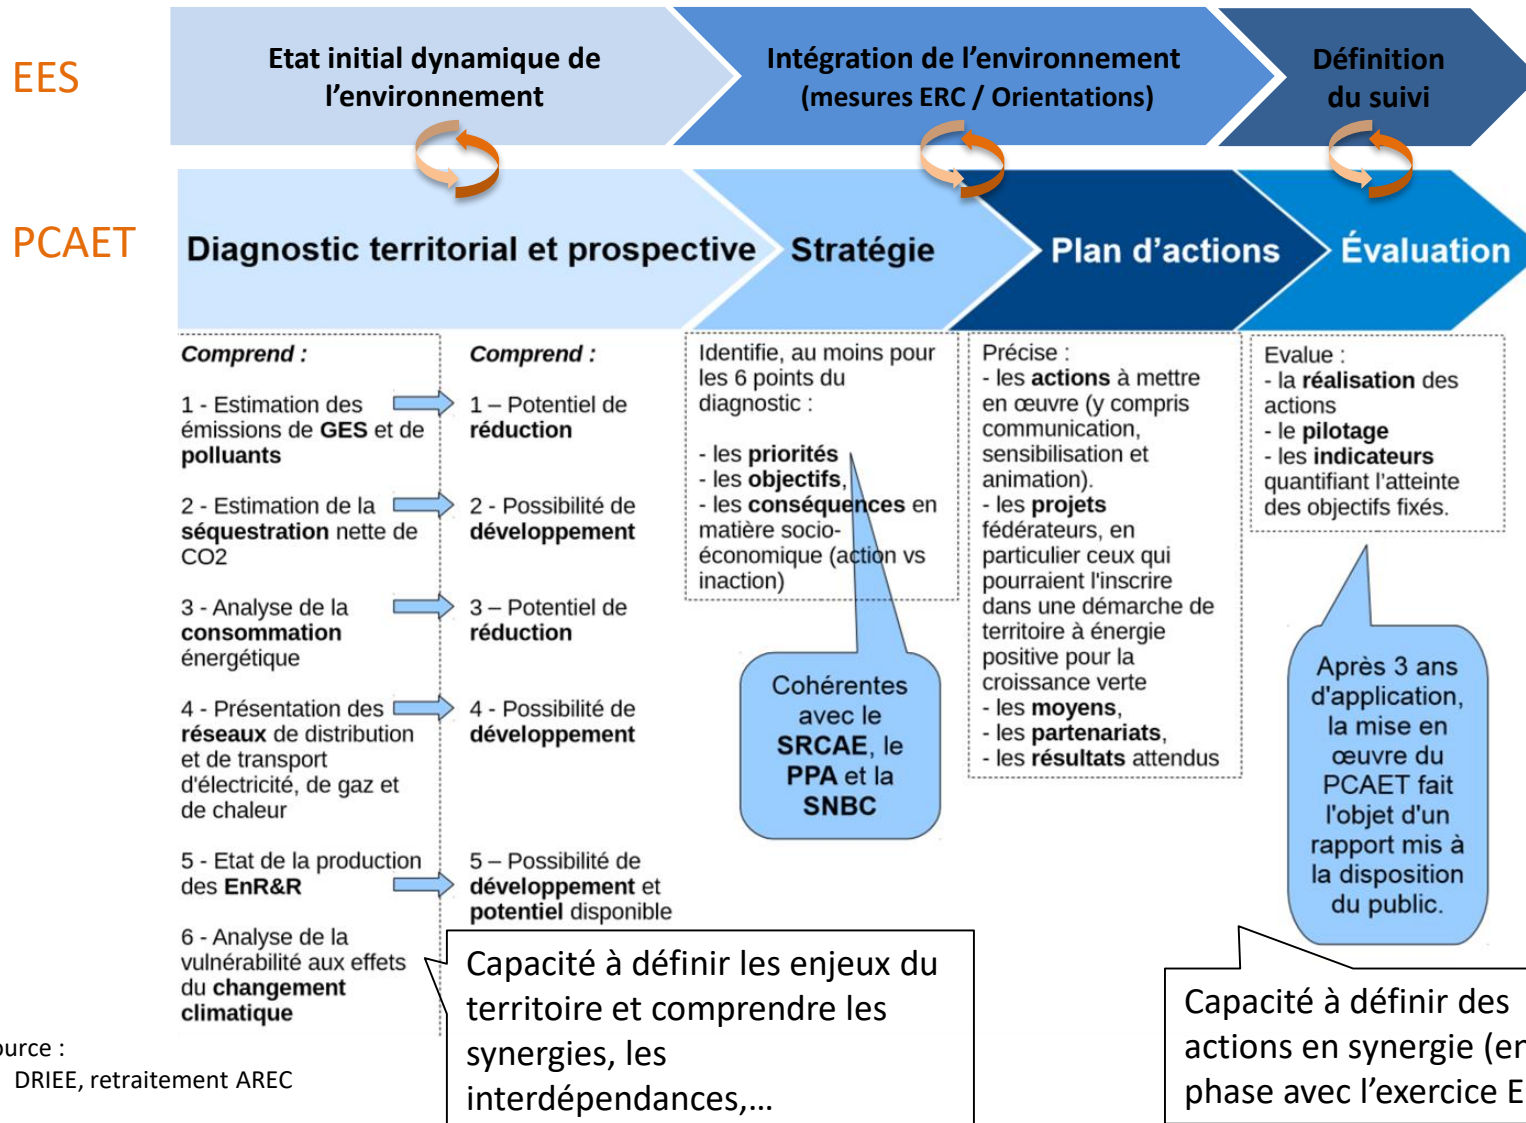 EES
Etat initial dynamique de
l'environnement
Intégration de l'environnement
(mesures ERC / Orientations)
Définition
du suivi
PCAET
Diagnostic territorial et prospective
Stratégie
Plan d'actions
Évaluation
Comprend :
1 - Estimation des
émissions de GES et de
polluants
2 - Estimation de la
séquestration nette de
CO2
3 - Analyse de la
consommation
énergétique
4 - Présentation des
réseaux de distribution
et de transport
d'électricité, de gaz et
de chaleur
5 - Etat de la production
des EnR&R
6 - Analyse de la
vulnérabilité aux effets
du changement
climatique
Comprend :
1 – Potentiel de
réduction
2 - Possibilité de
développement
3 – Potentiel de
réduction
4 - Possibilité de
développement
5 – Possibilité de
développement et
potentiel disponible
Identifie, au moins pour
les 6 points du
diagnostic :
- les priorités
- les objectifs,
- les conséquences en
matière socio-
économique (action vs
inaction)
Cohérentes
avec le
SRCAE, le
PPA et la
SNBC
Précise :
- les actions à mettre
en œuvre (y compris
communication,
sensibilisation et
animation).
- les projets
fédérateurs, en
particulier ceux qui
pourraient l'inscrire
dans une démarche de
territoire à énergie
positive pour la
croissance verte
- les moyens,
- les partenariats,
- les résultats attendus
Evalue :
- la réalisation des
actions
- le pilotage
- les indicateurs
quantifiant l'atteinte
des objectifs fixés.
Après 3 ans
d'application,
la mise en
œuvre du
PCAET fait
l'objet d'un
rapport mis à
la disposition
du public.
Capacité à définir les enjeux du
territoire et comprendre les
synergies, les
interdépendances,...
Capacité à définir des
actions en synergie (en
phase avec l'exercice E
ource :
DRIEE, retraitement AREC